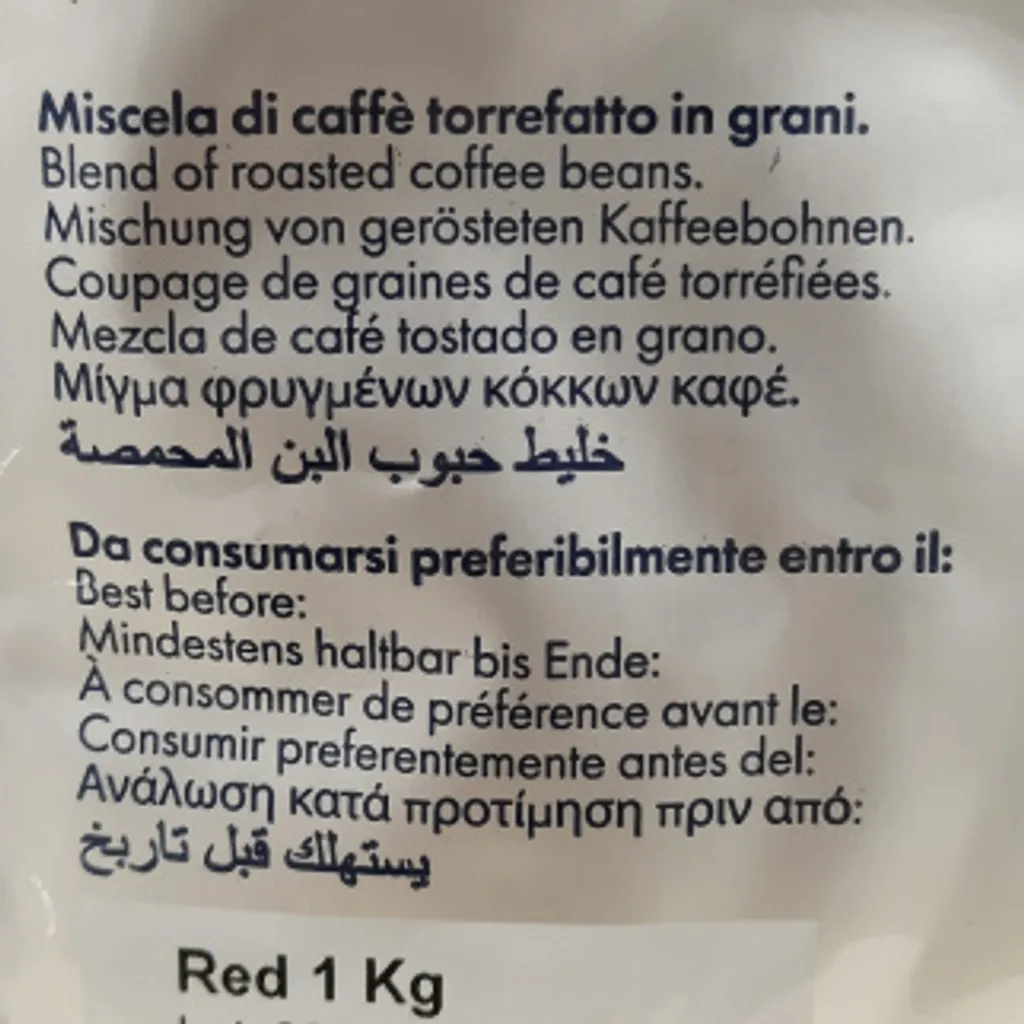 Miscela di caffè torrefatto in grani.
Blend of roasted coffee beans.
Mischung von gerösteten Kaffeebohnen.
Coupage de graines de café torréfiées.
Mezcla de café tostado en grano.
Μίγμα φρυγμένων κόκκων καφέ.
خليط حبوب البن المحمصة
Da consumarsi preferibilmente entro il:
Best before:
Mindestens haltbar bis Ende:
À consommer de préférence avant le:
Consumir preferentemente antes del:
Ανάλωση κατά προτίμηση πριν από:
يستهلك قبل تاريخ
Red 1 Kg